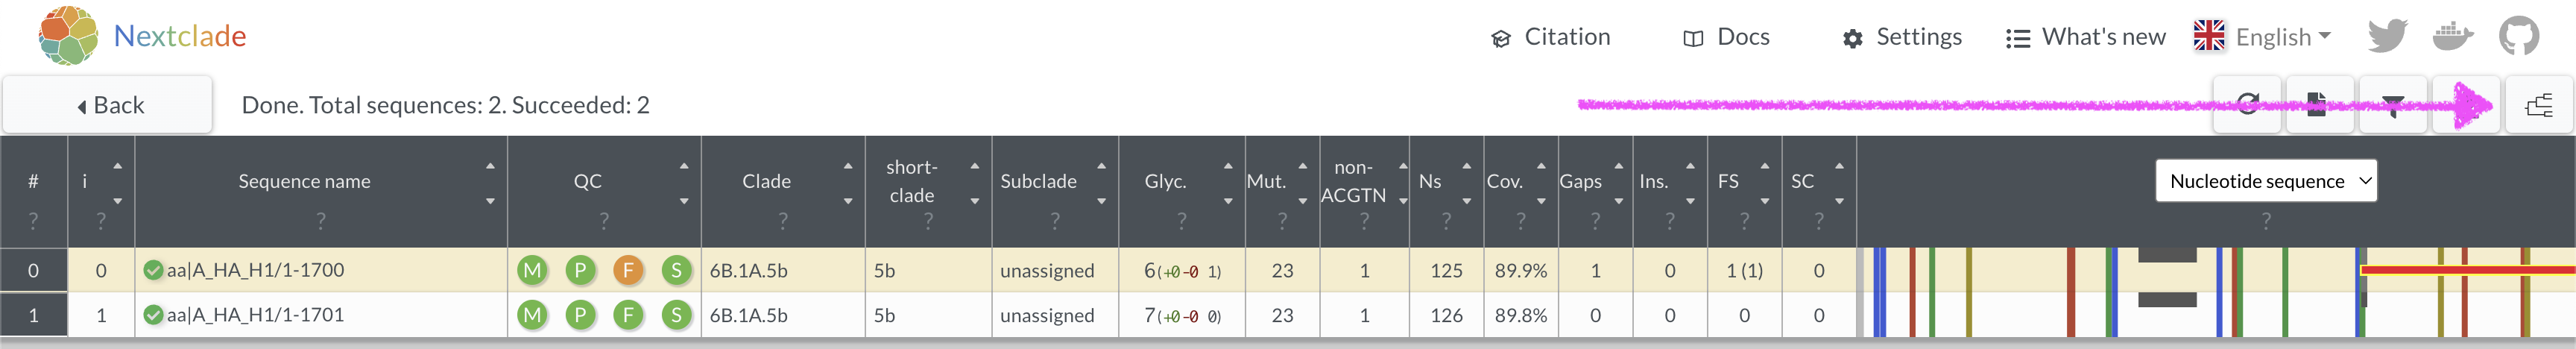 Nextclade
Citation Docs Settings What's new English
Back Done. Total sequences: 2. Succeeded: 2
# i Sequence name QC Clade short-clade Subclade Glyc. Mut. non-ACGTN Ns Cov. Gaps Ins. FS SC Nucleotide sequence
? ? ? ? ? ? ? ? ? ? ? ? ? ? ? ? ?
0 0 aa|A_HA_H1/1-1700 M P F S 6B.1A.5b 5b unassigned 6(+0-0 1) 23 1 125 89.9% 1 0 1 (1) 0
1 1 aa|A_HA_H1/1-1701 M P F S 6B.1A.5b 5b unassigned 7(+0-0 0) 23 1 126 89.8% 0 0 0 0